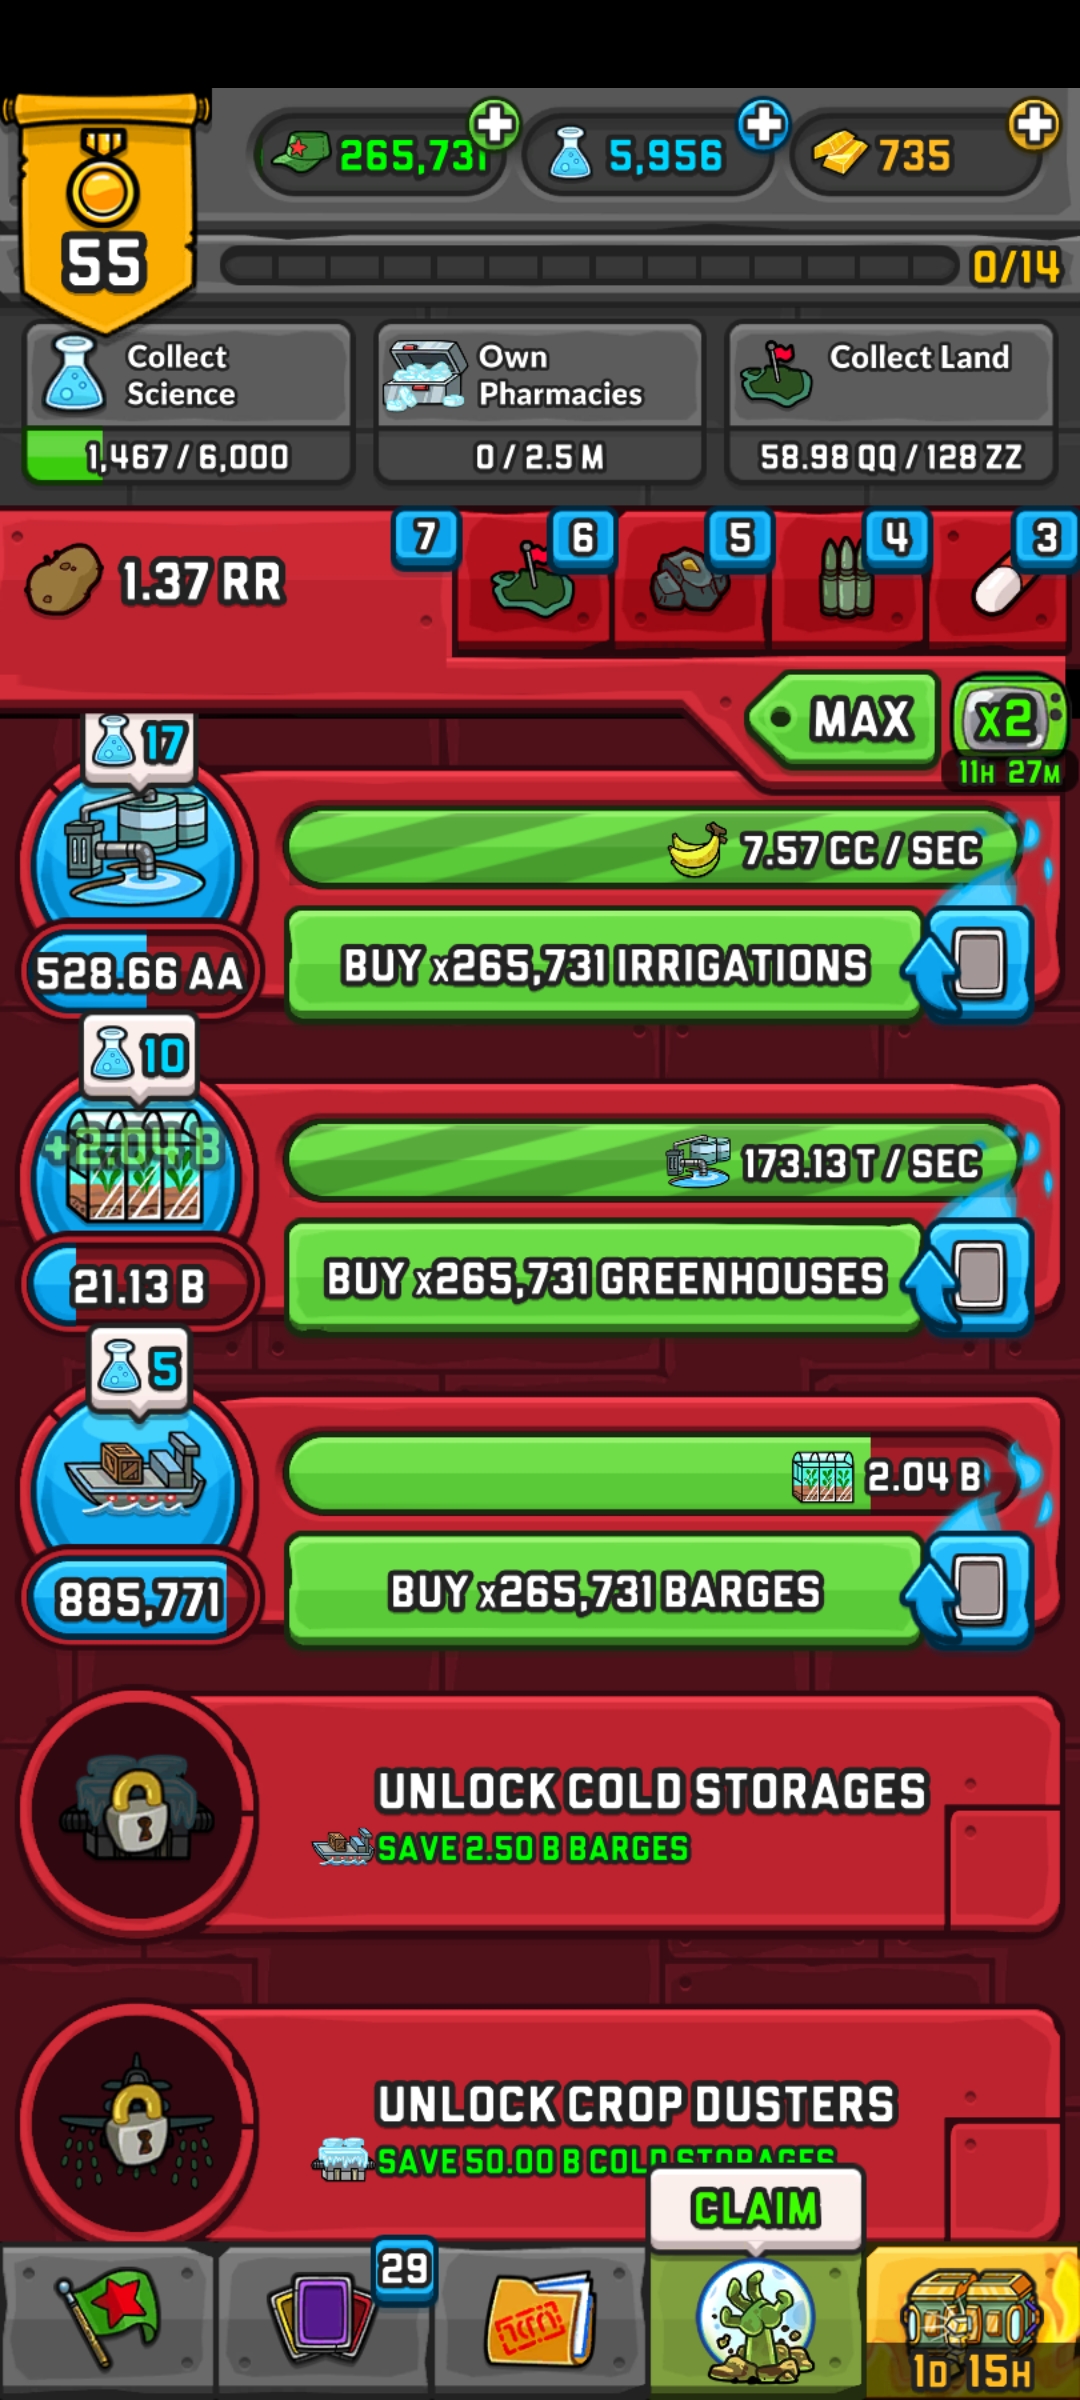 265,731
5,956
735
55
0/14
Collect
Science
1,467 / 6,000
Own
Pharmacies
0 / 2.5 M
Collect Land
58.98 QQ / 128 ZZ
1.37 RR
7
6
5
4
3
MAX
x2
11H 27M
17
7.57 CC / SEC
528.66 AA
BUY x265,731 IRRIGATIONS
10
+2.04 B
173.13 T / SEC
21.13 B
BUY x265,731 GREENHOUSES
5
2.04 B
885,771
BUY x265,731 BARGES
UNLOCK COLD STORAGES
SAVE 2.50 B BARGES
UNLOCK CROP DUSTERS
SAVE 50.00 B COLD STORAGES
CLAIM
29
1D 15H